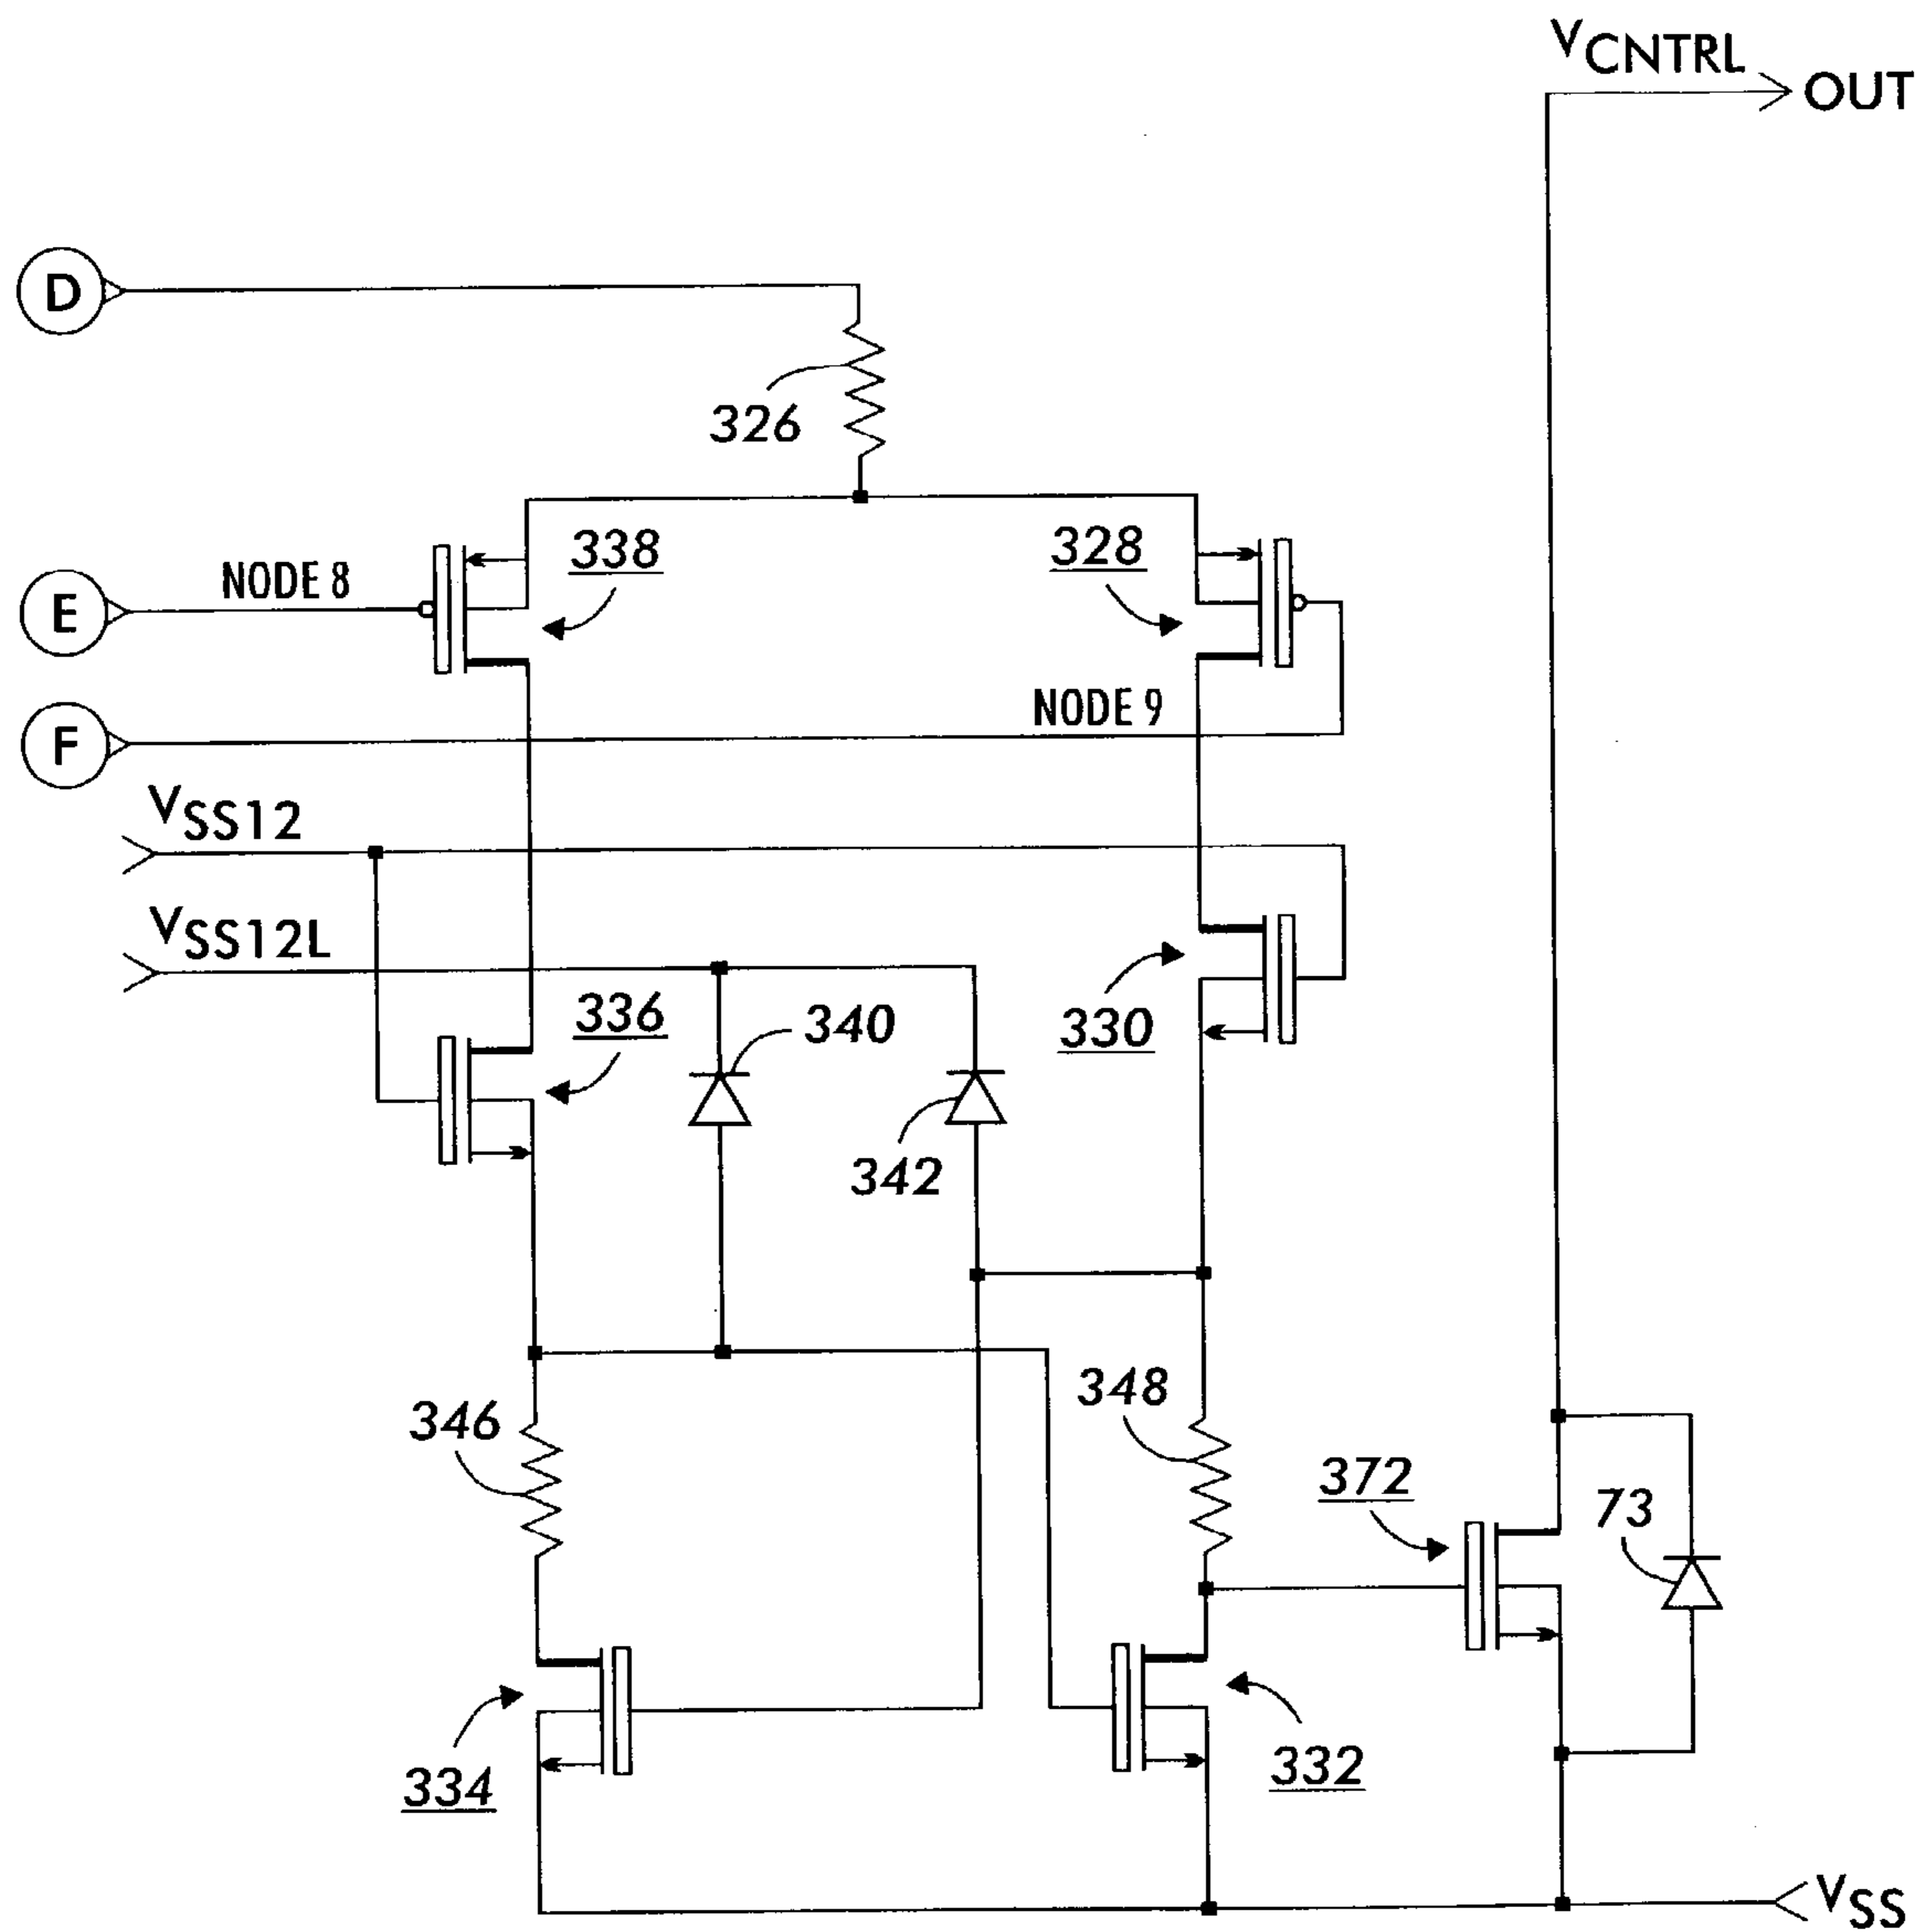 VCNTRL
OUT
D
326
338
328
NODE 8
E
NODE 9
F
VSS12
VSS12L
336
340
330
342
346
348
372
73
334
332
VSS